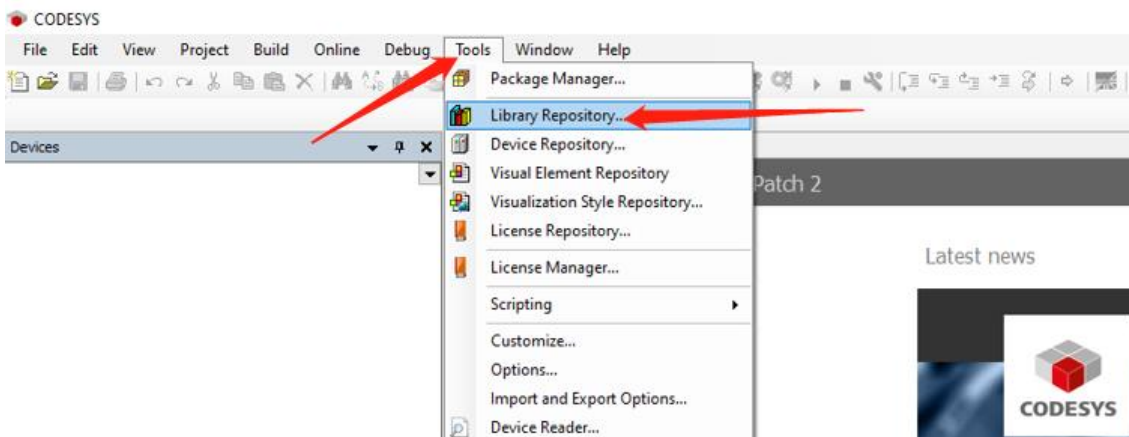 CODESYS
File Edit View Project Build Online Debug Tools Window Help
Package Manager...
Library Repository...
Devices
Device Repository...
Visual Element Repository
Patch 2
Visualization Style Repository...
License Repository...
Latest news
License Manager...
Scripting
Customize...
Options...
Import and Export Options...
CODESYS
Device Reader...